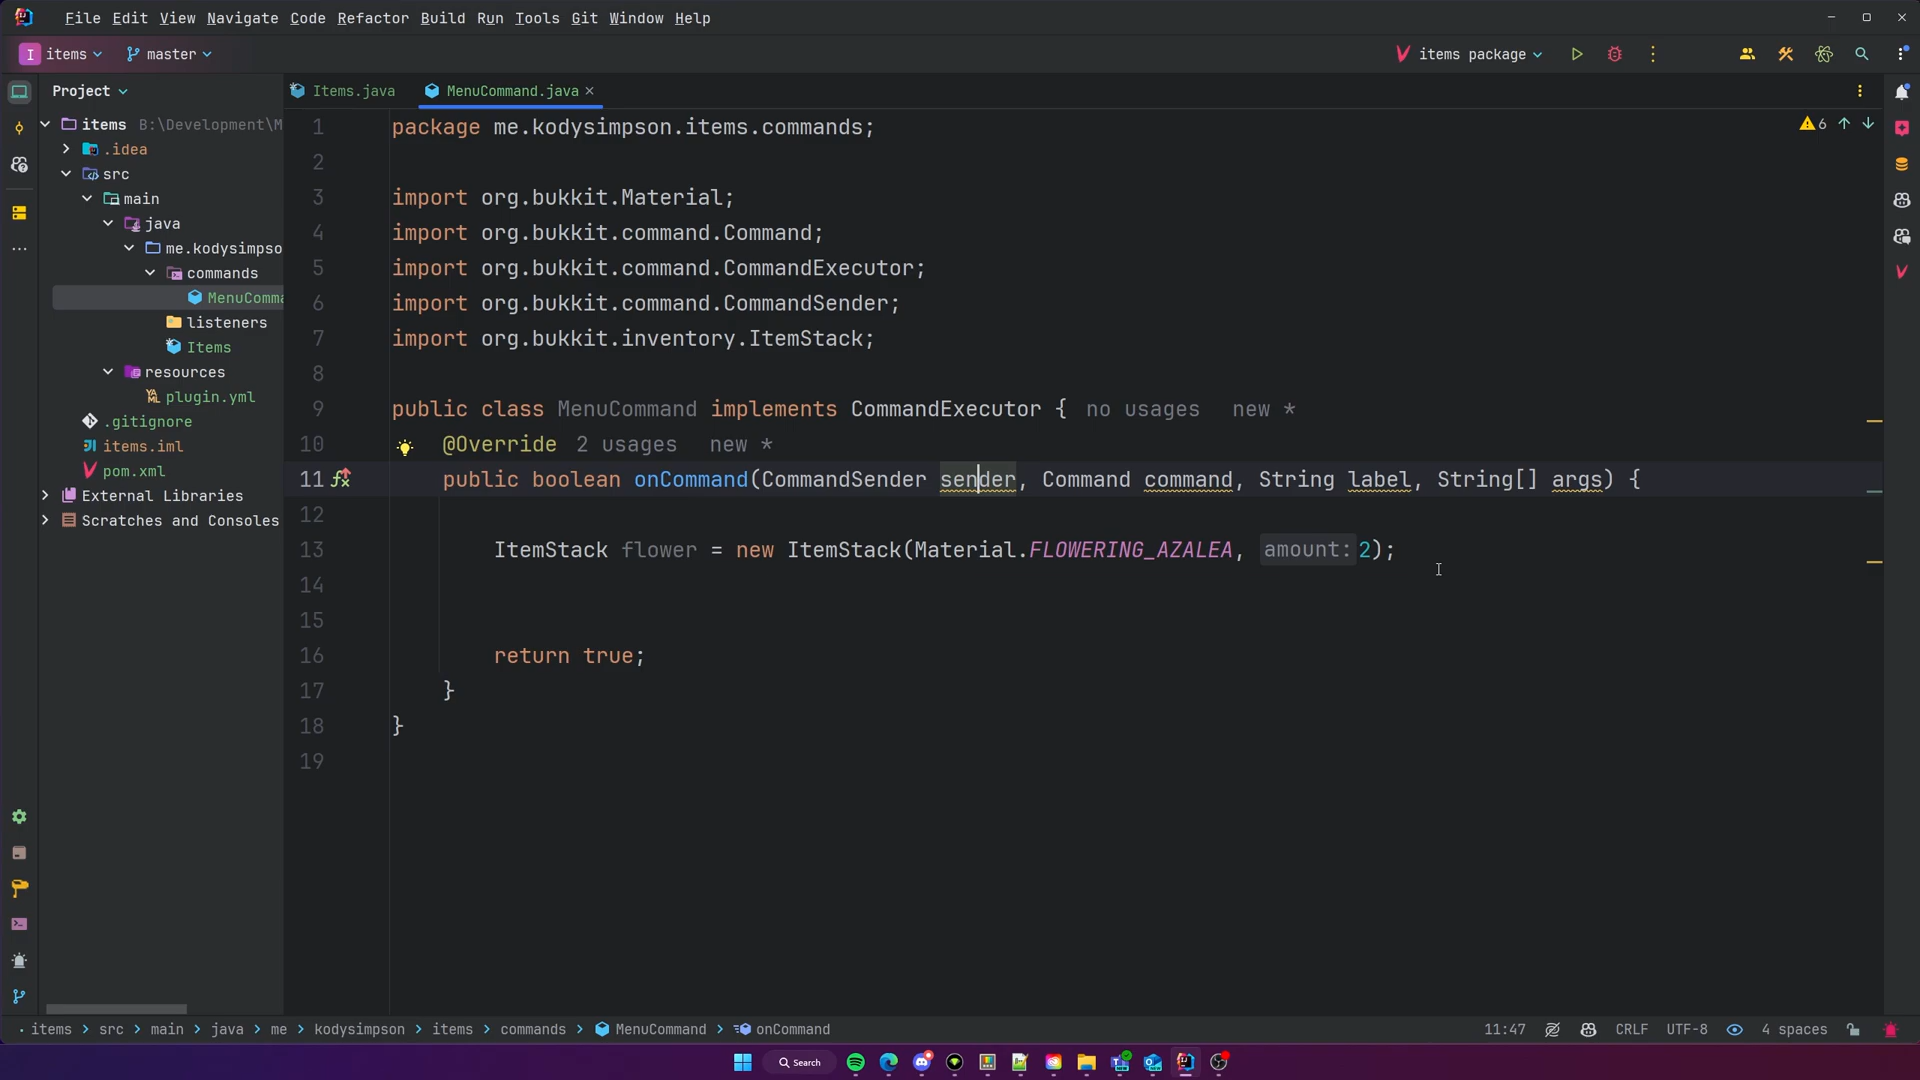 File Edit View Navigate Code Refactor Build Run Tools Git Window Help
I items master items package
Project
Items.java MenuCommand.java
items B:\Development\M
.idea
src
main
java
me.kodysimpso
commands
MenuComma
listeners
Items
resources
plugin.yml
.gitignore
items.iml
pom.xml
External Libraries
Scratches and Consoles
6
1 package me.kodysimpson.items.commands;
2
3 import org.bukkit.Material;
4 import org.bukkit.command.Command;
5 import org.bukkit.command.CommandExecutor;
6 import org.bukkit.command.CommandSender;
7 import org.bukkit.inventory.ItemStack;
8
9 public class MenuCommand implements CommandExecutor { no usages new *
10 @Override 2 usages new *
11 public boolean onCommand(CommandSender sender, Command command, String label, String[] args) {
12
13 ItemStack flower = new ItemStack(Material.FLOWERING_AZALEA, amount: 2);
14
15
16 return true;
17 }
18 }
19
items > src > main > java > me > kodysimpson > items > commands > MenuCommand > onCommand
11:47 CRLF UTF-8 4 spaces
Search